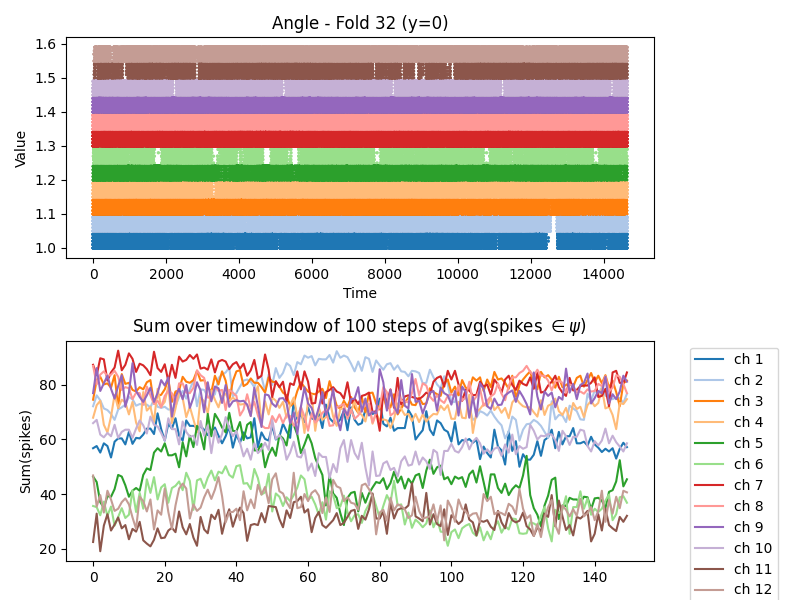 Angle - Fold 32 (y=0)
Value
1.6
1.5
1.4
1.3
1.2
1.1
1.0
0 2000 4000 6000 8000 10000 12000 14000
Time
Sum over timewindow of 100 steps of avg(spikes ∈ ψ)
Sum(spikes)
80
60
40
20
0 20 40 60 80 100 120 140
ch 1
ch 2
ch 3
ch 4
ch 5
ch 6
ch 7
ch 8
ch 9
ch 10
ch 11
ch 12